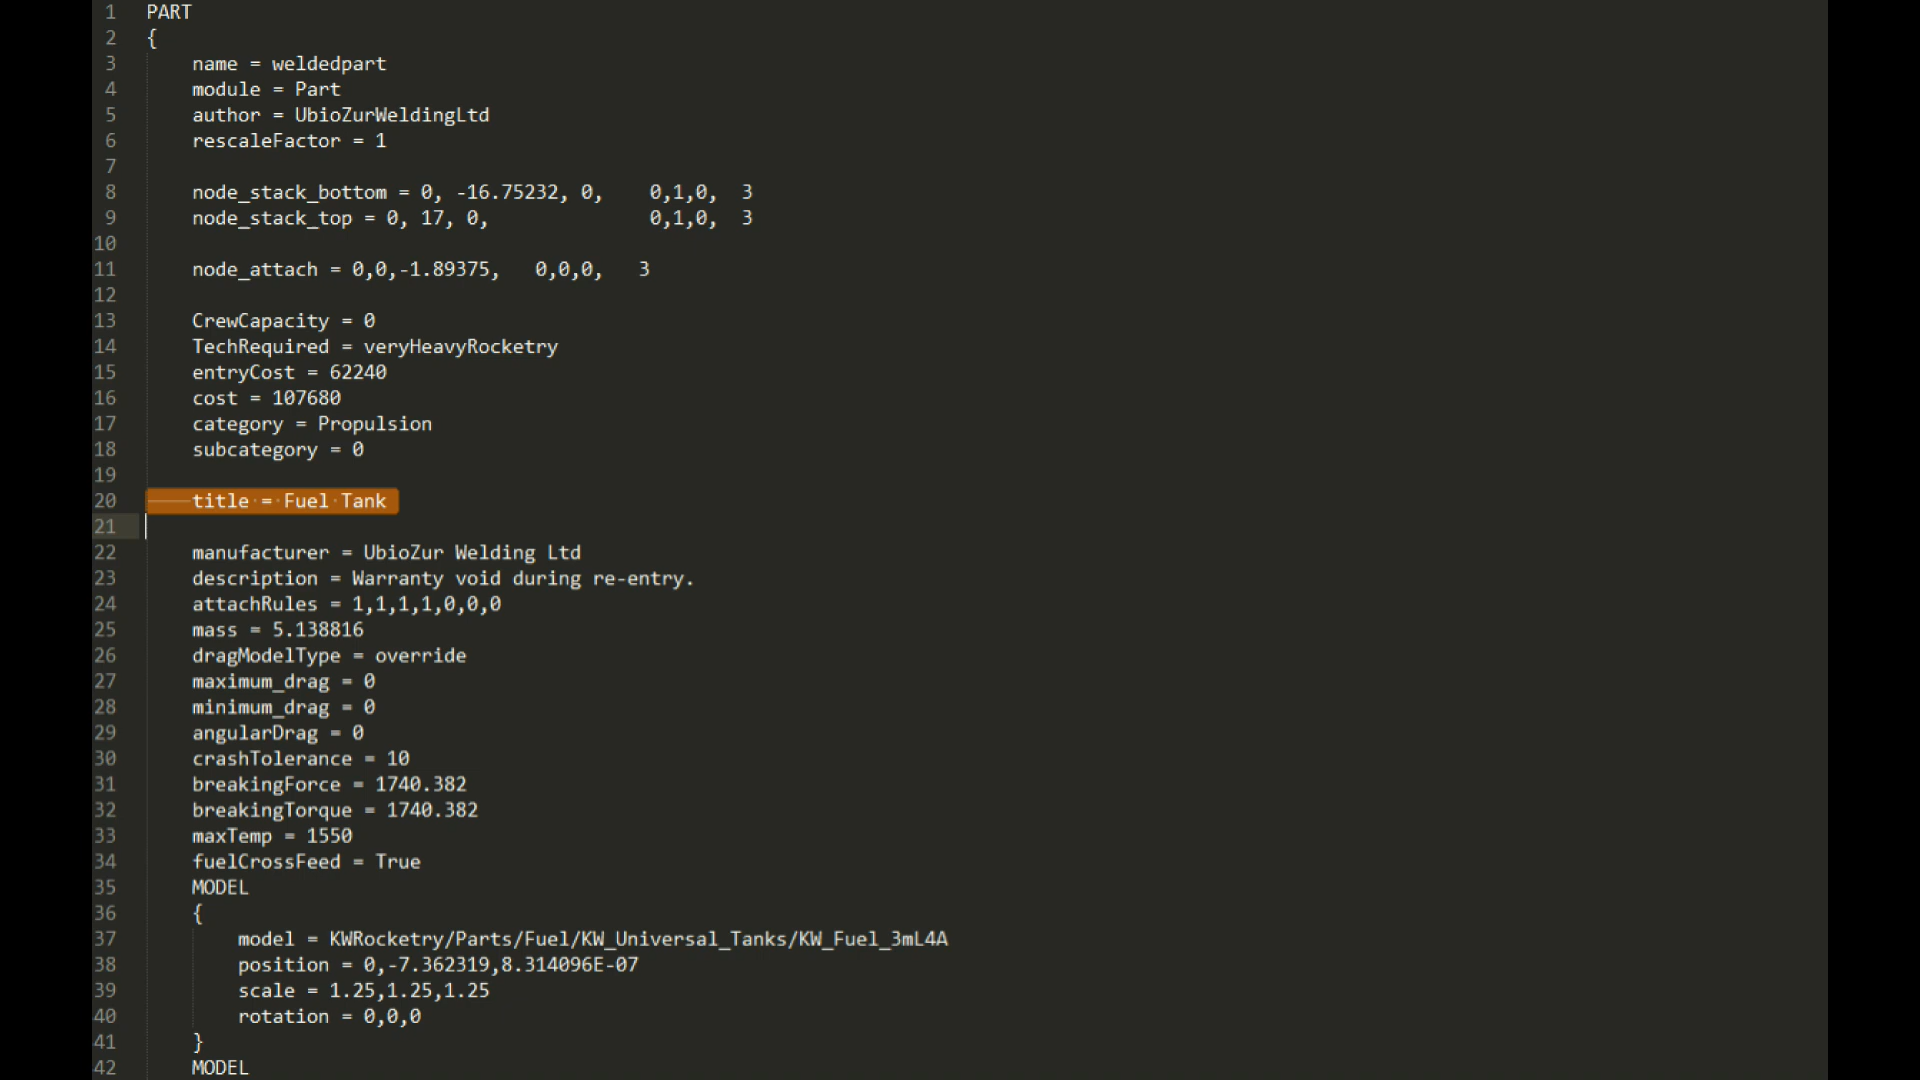 1 PART
2 {
3 name = weldedpart
4 module = Part
5 author = UbioZurWeldingLtd
6 rescaleFactor = 1
7
8 node_stack_bottom = 0, -16.75232, 0, 0,1,0, 3
9 node_stack_top = 0, 17, 0, 0,1,0, 3
10
11 node_attach = 0,0,-1.89375, 0,0,0, 3
12
13 CrewCapacity = 0
14 TechRequired = veryHeavyRocketry
15 entryCost = 62240
16 cost = 107680
17 category = Propulsion
18 subcategory = 0
19
20 title = Fuel Tank
21
22 manufacturer = UbioZur Welding Ltd
23 description = Warranty void during re-entry.
24 attachRules = 1,1,1,1,0,0,0
25 mass = 5.138816
26 dragModelType = override
27 maximum_drag = 0
28 minimum_drag = 0
29 angularDrag = 0
30 crashTolerance = 10
31 breakingForce = 1740.382
32 breakingTorque = 1740.382
33 maxTemp = 1550
34 fuelCrossFeed = True
35 MODEL
36 {
37 model = KWRocketry/Parts/Fuel/KW_Universal_Tanks/KW_Fuel_3mL4A
38 position = 0,-7.362319,8.314096E-07
39 scale = 1.25,1.25,1.25
40 rotation = 0,0,0
41 }
42 MODEL